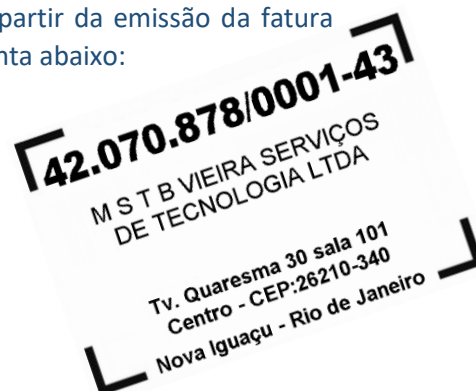 partir da emissão da fatura
nta abaixo:
42.070.878/0001-43
M S T B VIEIRA SERVIÇOS
DE TECNOLOGIA LTDA
Tv. Quaresma 30 sala 101
Centro - CEP:26210-340
Nova Iguaçu - Rio de Janeiro